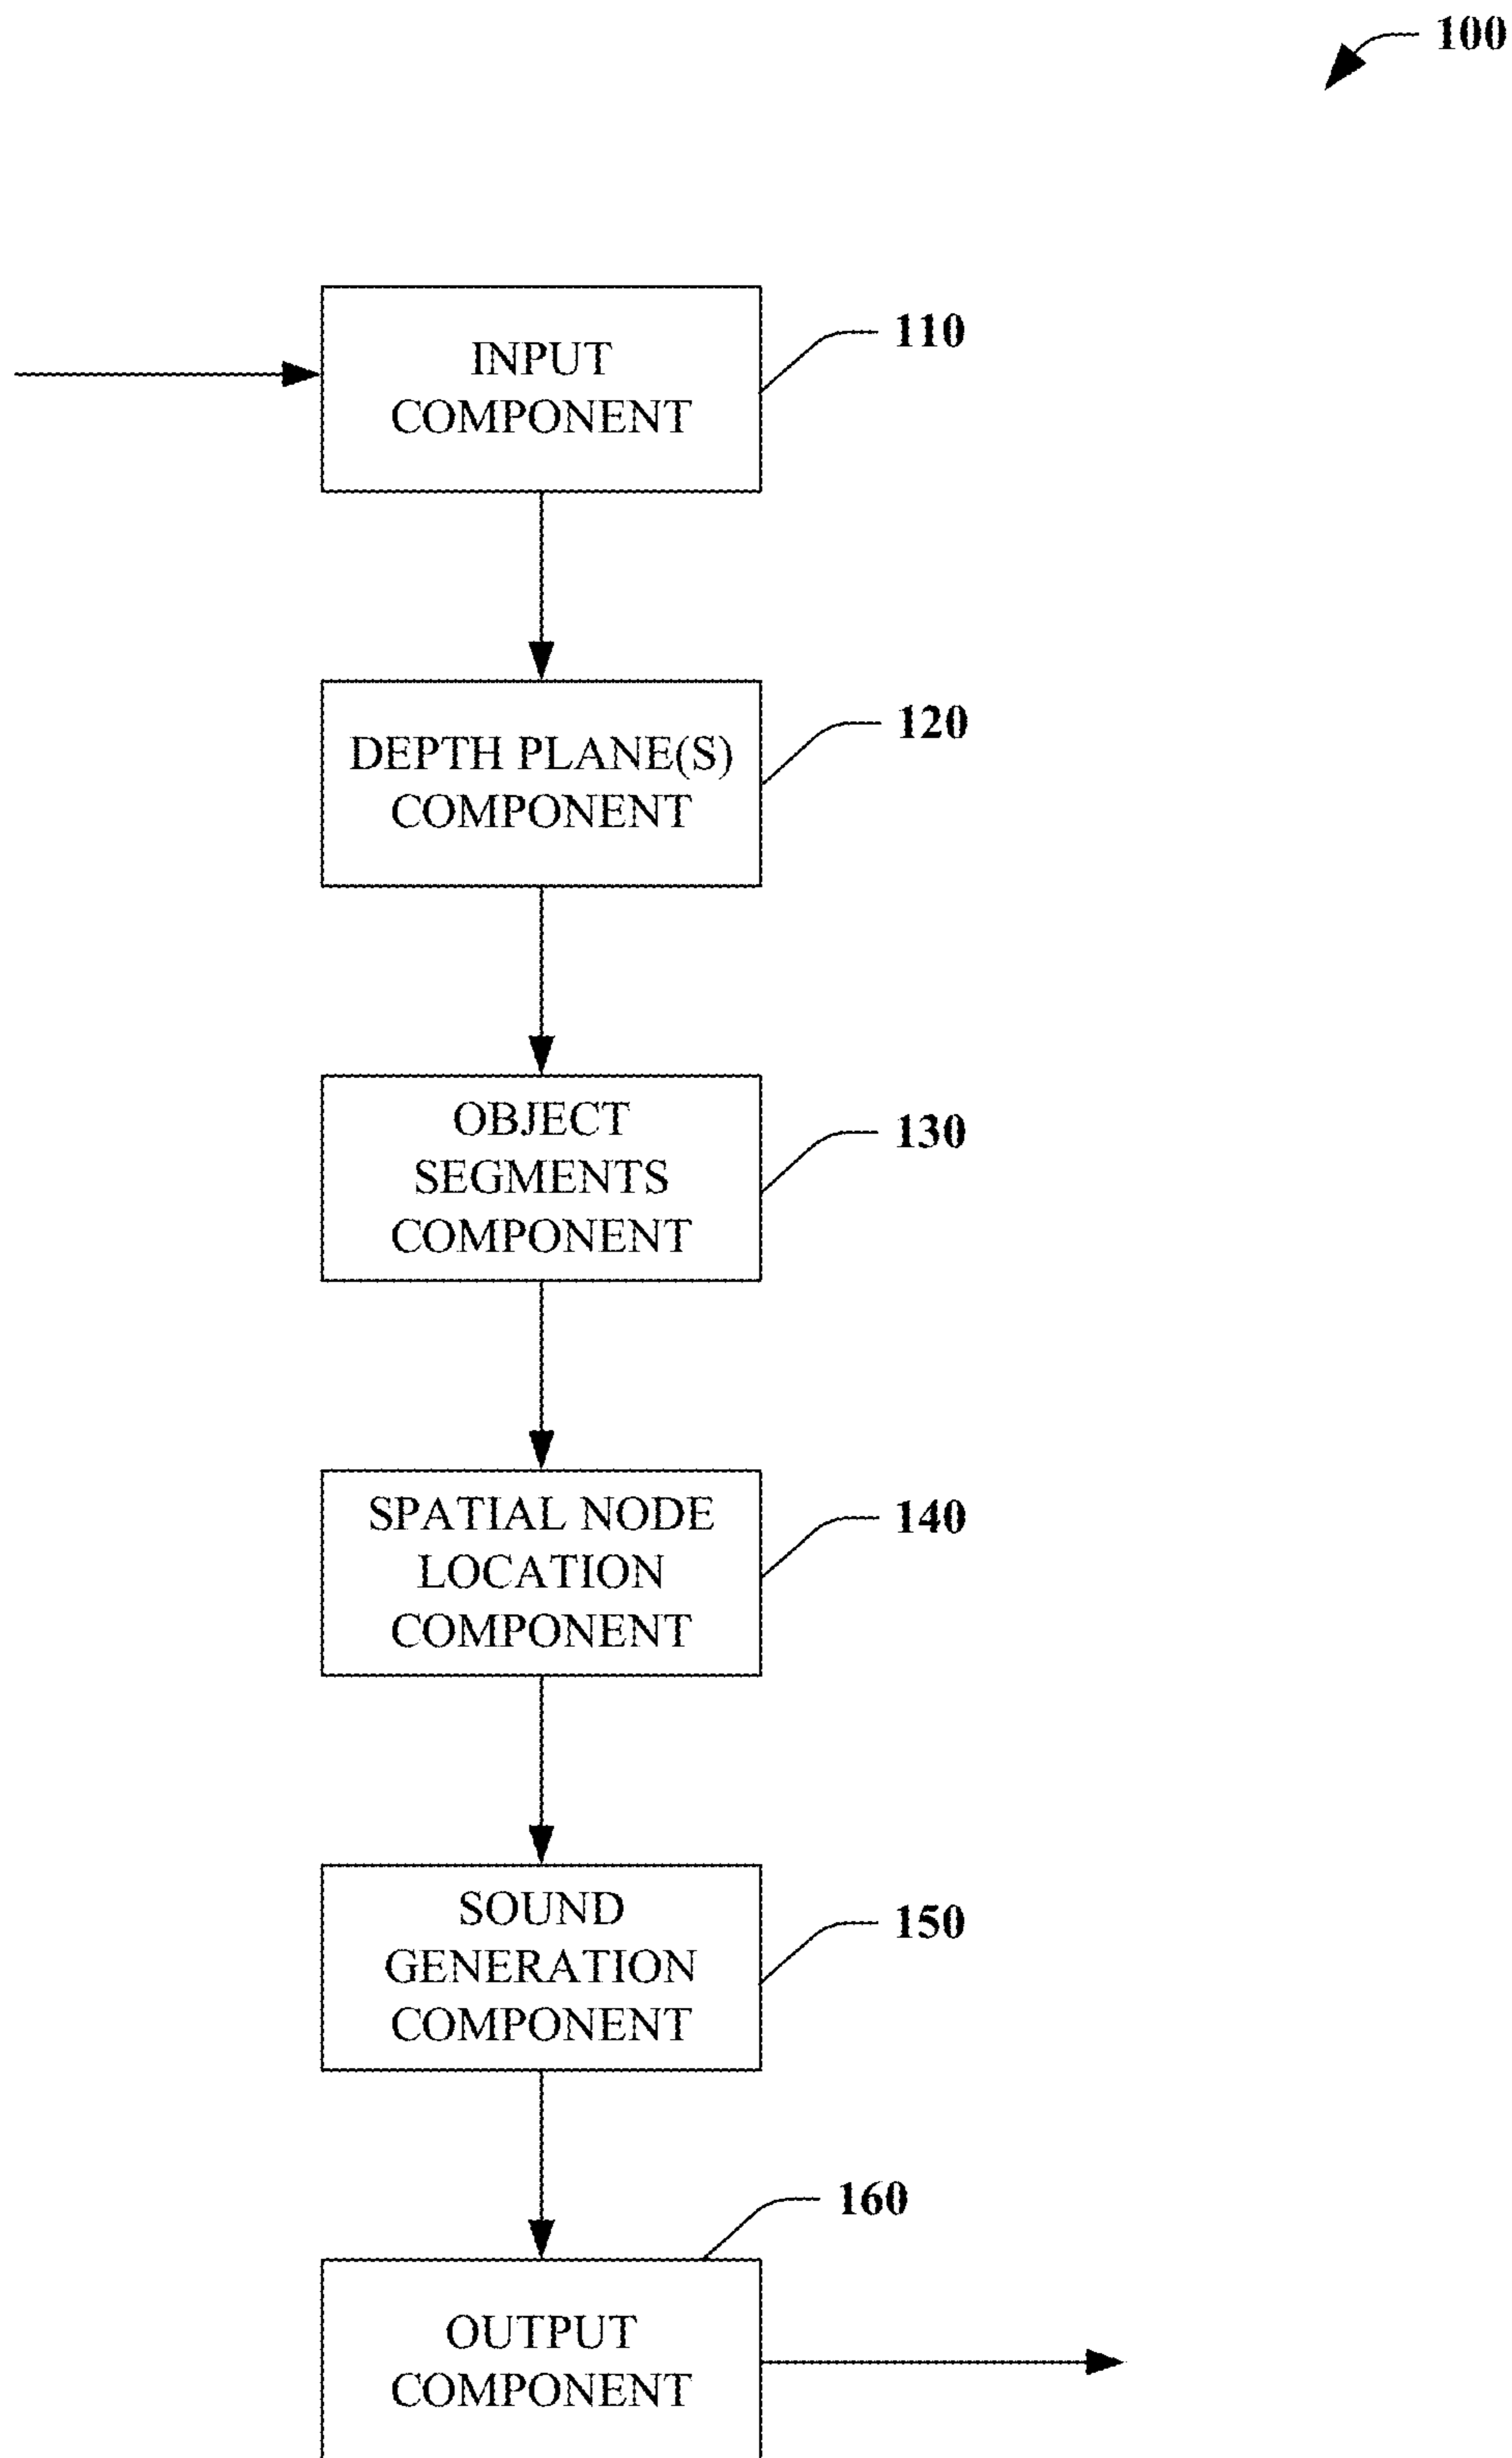 100
INPUT
COMPONENT
110
DEPTH PLANE(S)
COMPONENT
120
OBJECT
SEGMENTS
COMPONENT
130
SPATIAL NODE
LOCATION
COMPONENT
140
SOUND
GENERATION
COMPONENT
150
160
OUTPUT
COMPONENT